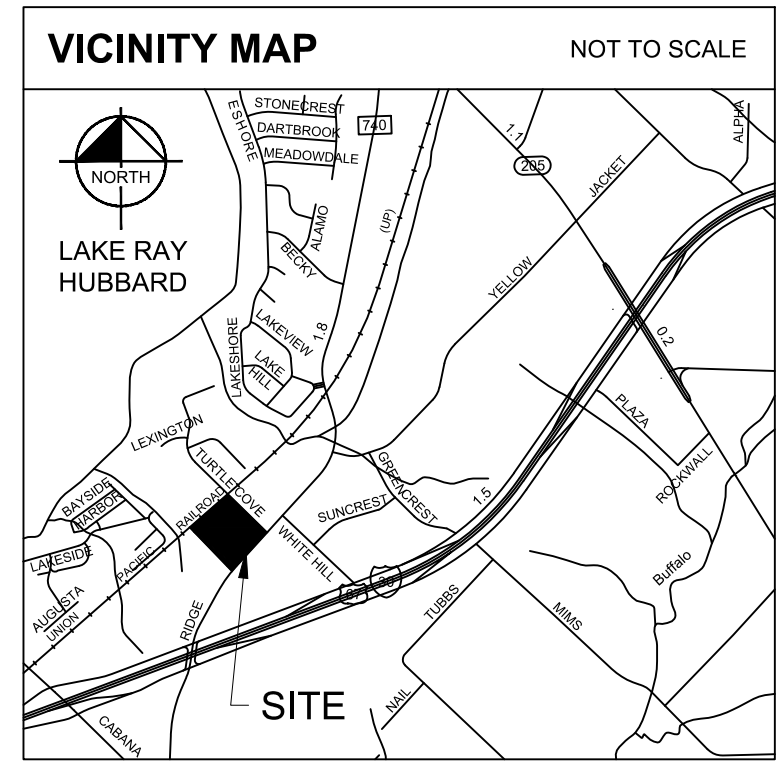 VICINITY MAP
NOT TO SCALE
NORTH
LAKE RAY
HUBBARD
ESHORE
STONECREST
DARTBROOK
MEADOWDALE
740
1.1
205
ALPHA
JACKET
ALAMO
(UP)
BECKY
YELLOW
LAKEVIEW
1.8
LAKESHORE
LAKE
HILL
0.2
PLAZA
LEXINGTON
TURTLE COVE
GREENCREST
ROCKWALL
BAYSIDE
HARBOR
RAILROAD
SUNCREST
1.5
WHITE HILL
LAKESIDE
PACIFIC
Buffalo
67
30
AUGUSTA
UNION
RIDGE
TUBBS
MIMS
SITE
NAIL
CABANA